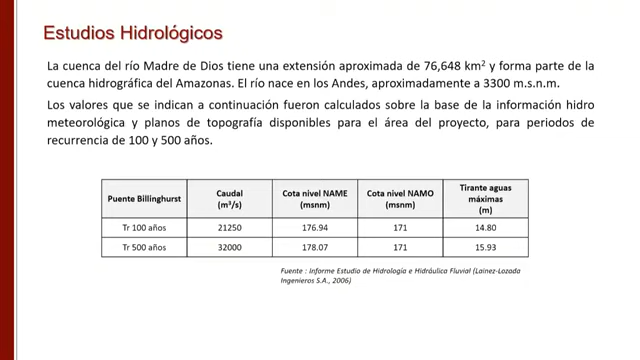 Estudios Hidrológicos
La cuenca del río Madre de Dios tiene una extensión aproximada de 76,648 km² y forma parte de la
cuenca hidrográfica del Amazonas. El río nace en los Andes, aproximadamente a 3300 m.s.n.m.
Los valores que se indican a continuación fueron calculados sobre la base de la información hidro
meteorológica y planos de topografía disponibles para el área del proyecto, para periodos de
recurrencia de 100 y 500 años.
Puente Billinghurst Caudal (m³/s) Cota nivel NAME (msnm) Cota nivel NAMO (msnm) Tirante aguas máximas (m)
Tr 100 años 21250 176.94 171 14.80
Tr 500 años 32000 178.07 171 15.93
Fuente : Informe Estudio de Hidrología e Hidráulica Fluvial (Lainez-Lozada
Ingenieros S.A., 2006)